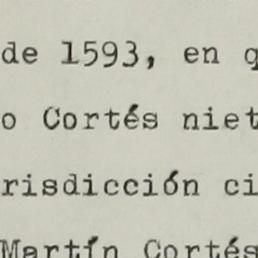 de 1593, en q
o Cortés niet
risdicción ci
Martín Cortés